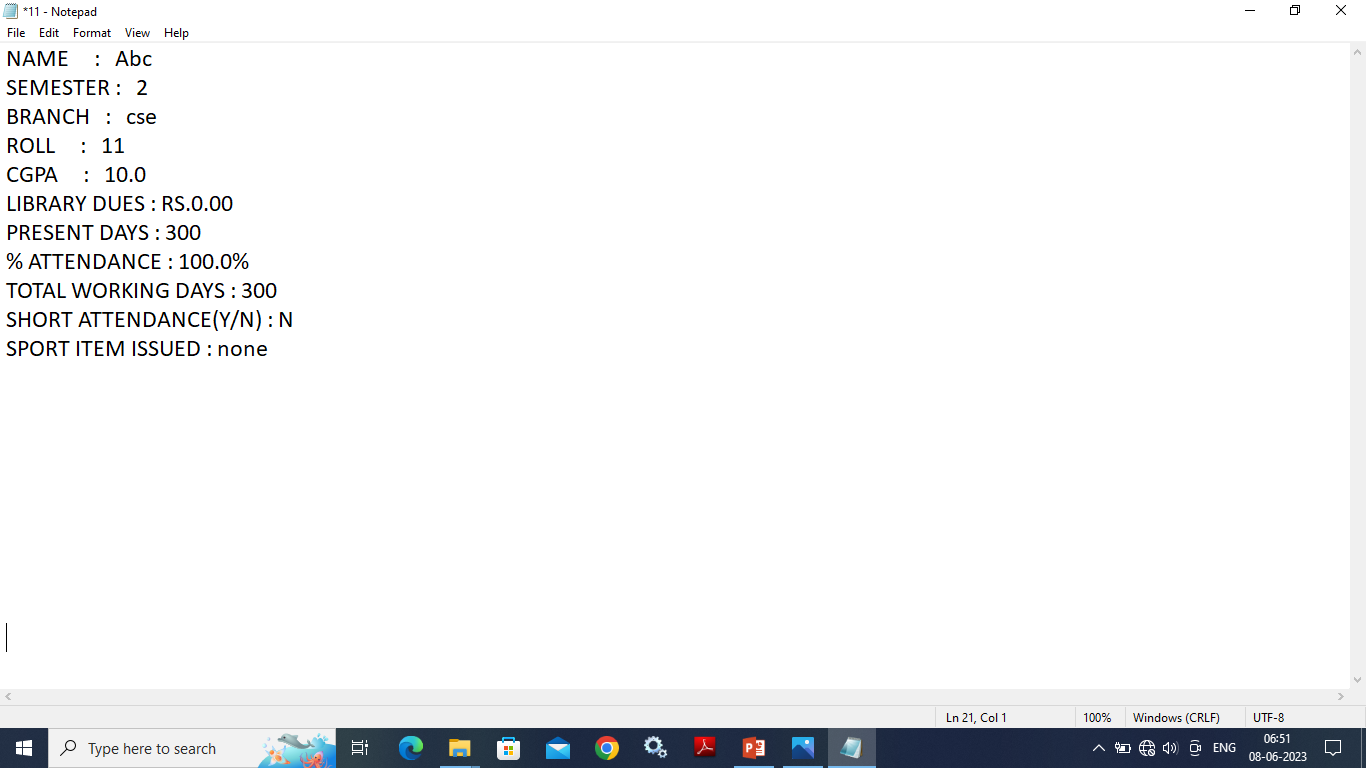 *11 - Notepad
File Edit Format View Help
NAME : Abc
SEMESTER : 2
BRANCH : cse
ROLL : 11
CGPA : 10.0
LIBRARY DUES : RS.0.00
PRESENT DAYS : 300
% ATTENDANCE : 100.0%
TOTAL WORKING DAYS : 300
SHORT ATTENDANCE(Y/N) : N
SPORT ITEM ISSUED : none
Ln 21, Col 1 100% Windows (CRLF) UTF-8
Type here to search ENG 06:51
08-06-2023